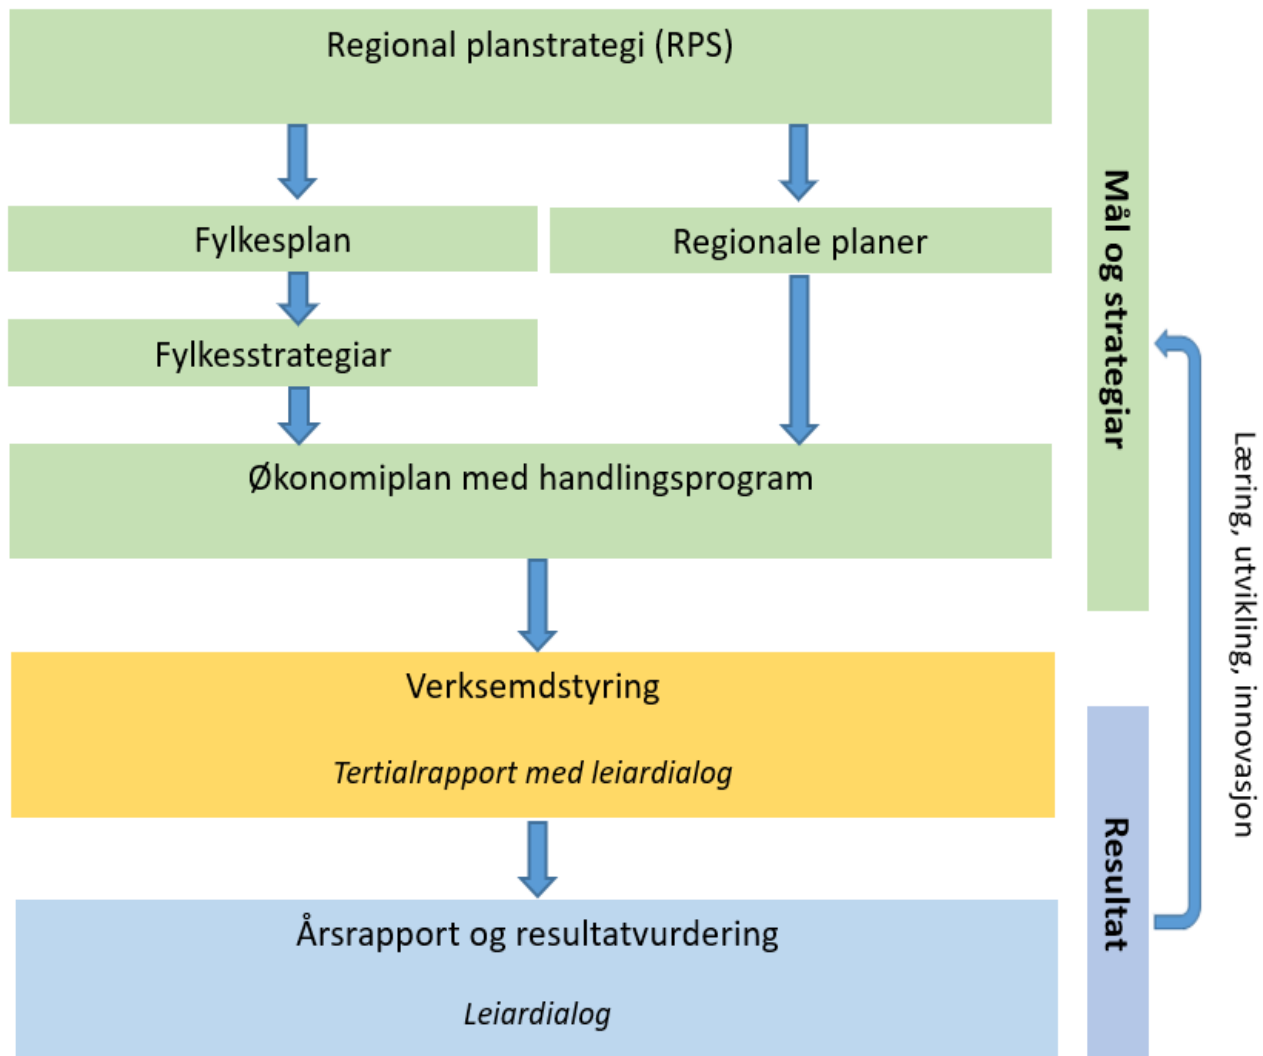 Regional planstrategi (RPS)
Fylkesplan
Regionale planer
Fylkesstrategiar
Økonomiplan med handlingsprogram
Verksemdstyring
Tertialrapport med leiardialog
Årsrapport og resultatvurdering
Leiardialog
Mål og strategiar
Resultat
Læring, utvikling, innovasjon